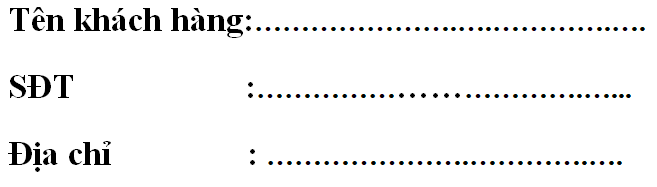 Tên khách hàng:…………………….….………….….
SĐT :……………………….………….…...
Địa chỉ : ………………….………….….